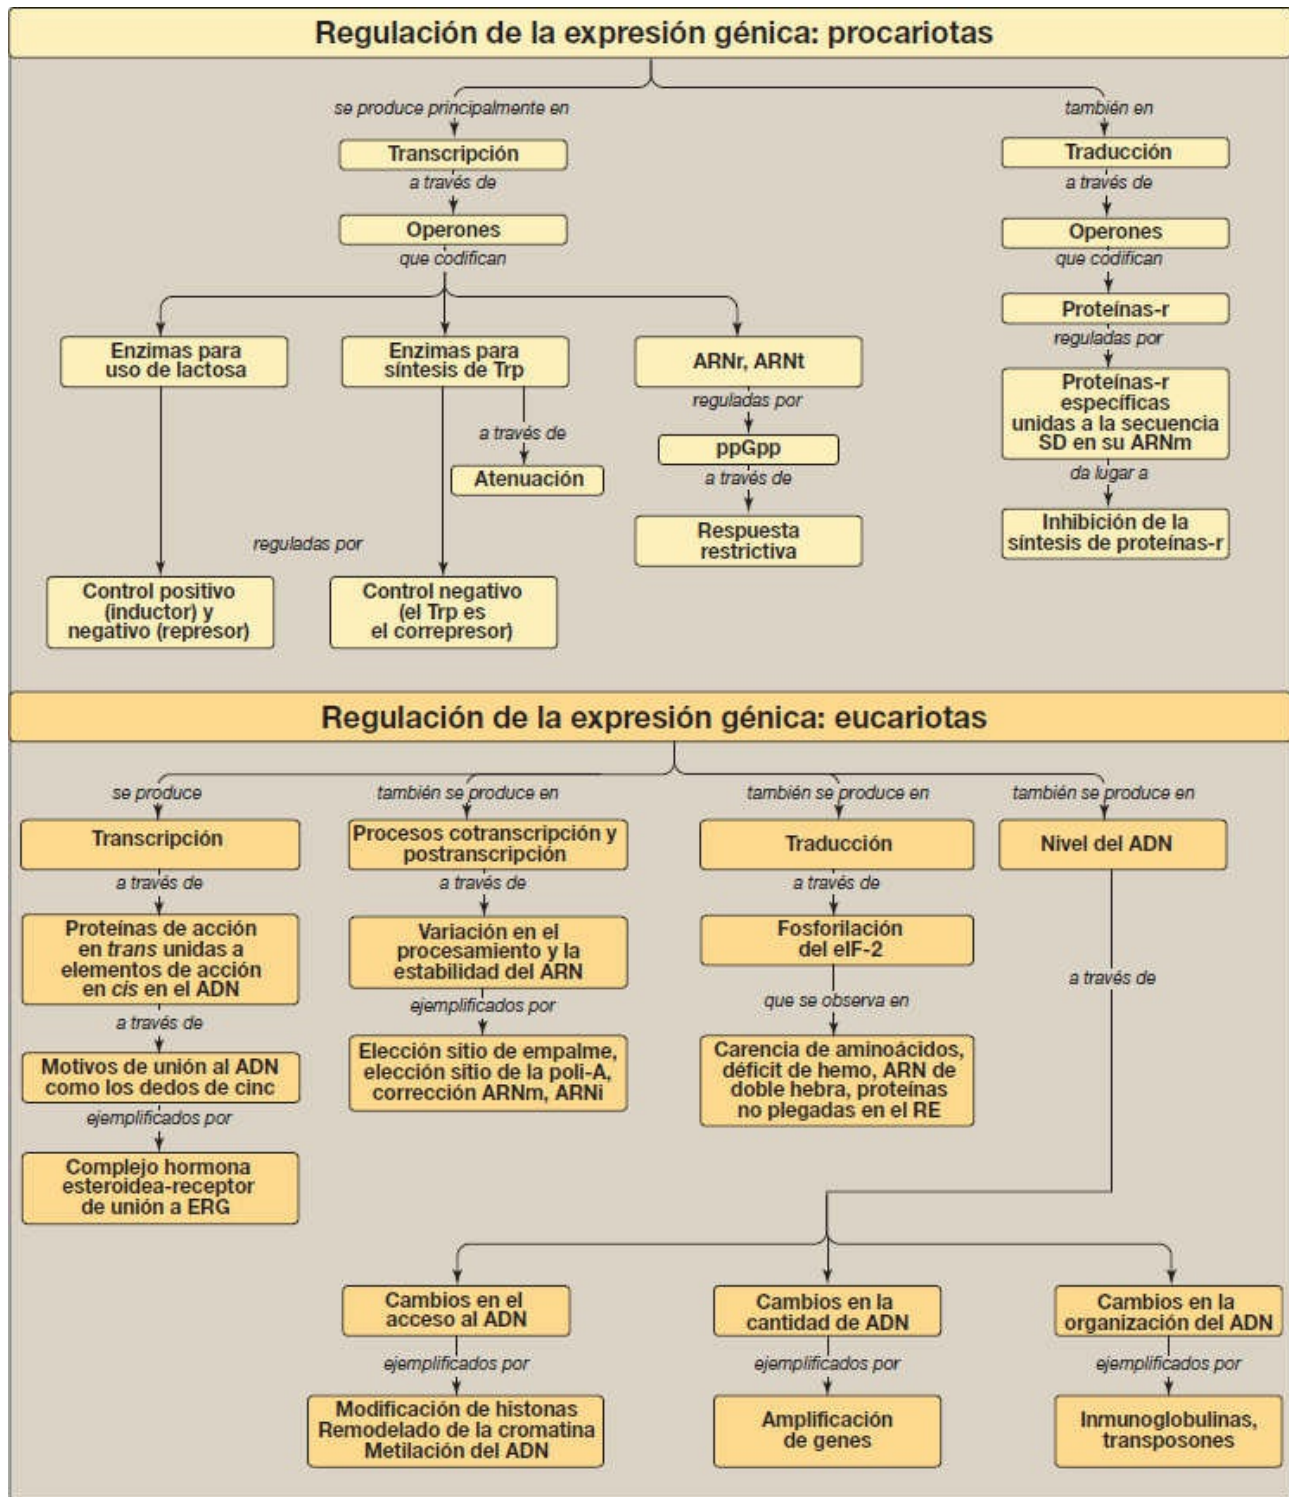 Regulación de la expresión génica: procariotas
se produce principalmente en
Transcripción
a través de
Operones
que codifican
Enzimas para
uso de lactosa
Enzimas para
síntesis de Trp
a través de
Atenuación
reguladas por
Control positivo
(inductor) y
negativo (represor)
Control negativo
(el Trp es
el correpresor)
ARNr, ARNt
reguladas por
ppGpp
a través de
Respuesta
restrictiva
también en
Traducción
a través de
Operones
que codifican
Proteínas-r
reguladas por
Proteínas-r
específicas
unidas a la secuencia
SD en su ARNm
da lugar a
Inhibición de la
síntesis de proteínas-r
Regulación de la expresión génica: eucariotas
se produce
Transcripción
a través de
Proteínas de acción
en trans unidas a
elementos de acción
en cis en el ADN
a través de
Motivos de unión al ADN
como los dedos de cinc
ejemplificados por
Complejo hormona
esteroidea-receptor
de unión a ERG
también se produce en
Procesos cotranscripción y
postranscripción
a través de
Variación en el
procesamiento y la
estabilidad del ARN
ejemplificados por
Elección sitio de empalme,
elección sitio de la poli-A,
corrección ARNm, ARNi
también se produce en
Traducción
a través de
Fosforilación
del eIF-2
que se observa en
Carencia de aminoácidos,
déficit de hemo, ARN de
doble hebra, proteínas
no plegadas en el RE
también se produce en
Nivel del ADN
a través de
Cambios en el
acceso al ADN
ejemplificados por
Modificación de histonas
Remodelado de la cromatina
Metilación del ADN
Cambios en la
cantidad de ADN
ejemplificados por
Amplificación
de genes
Cambios en la
organización del ADN
ejemplificados por
Inmunoglobulinas,
transposones